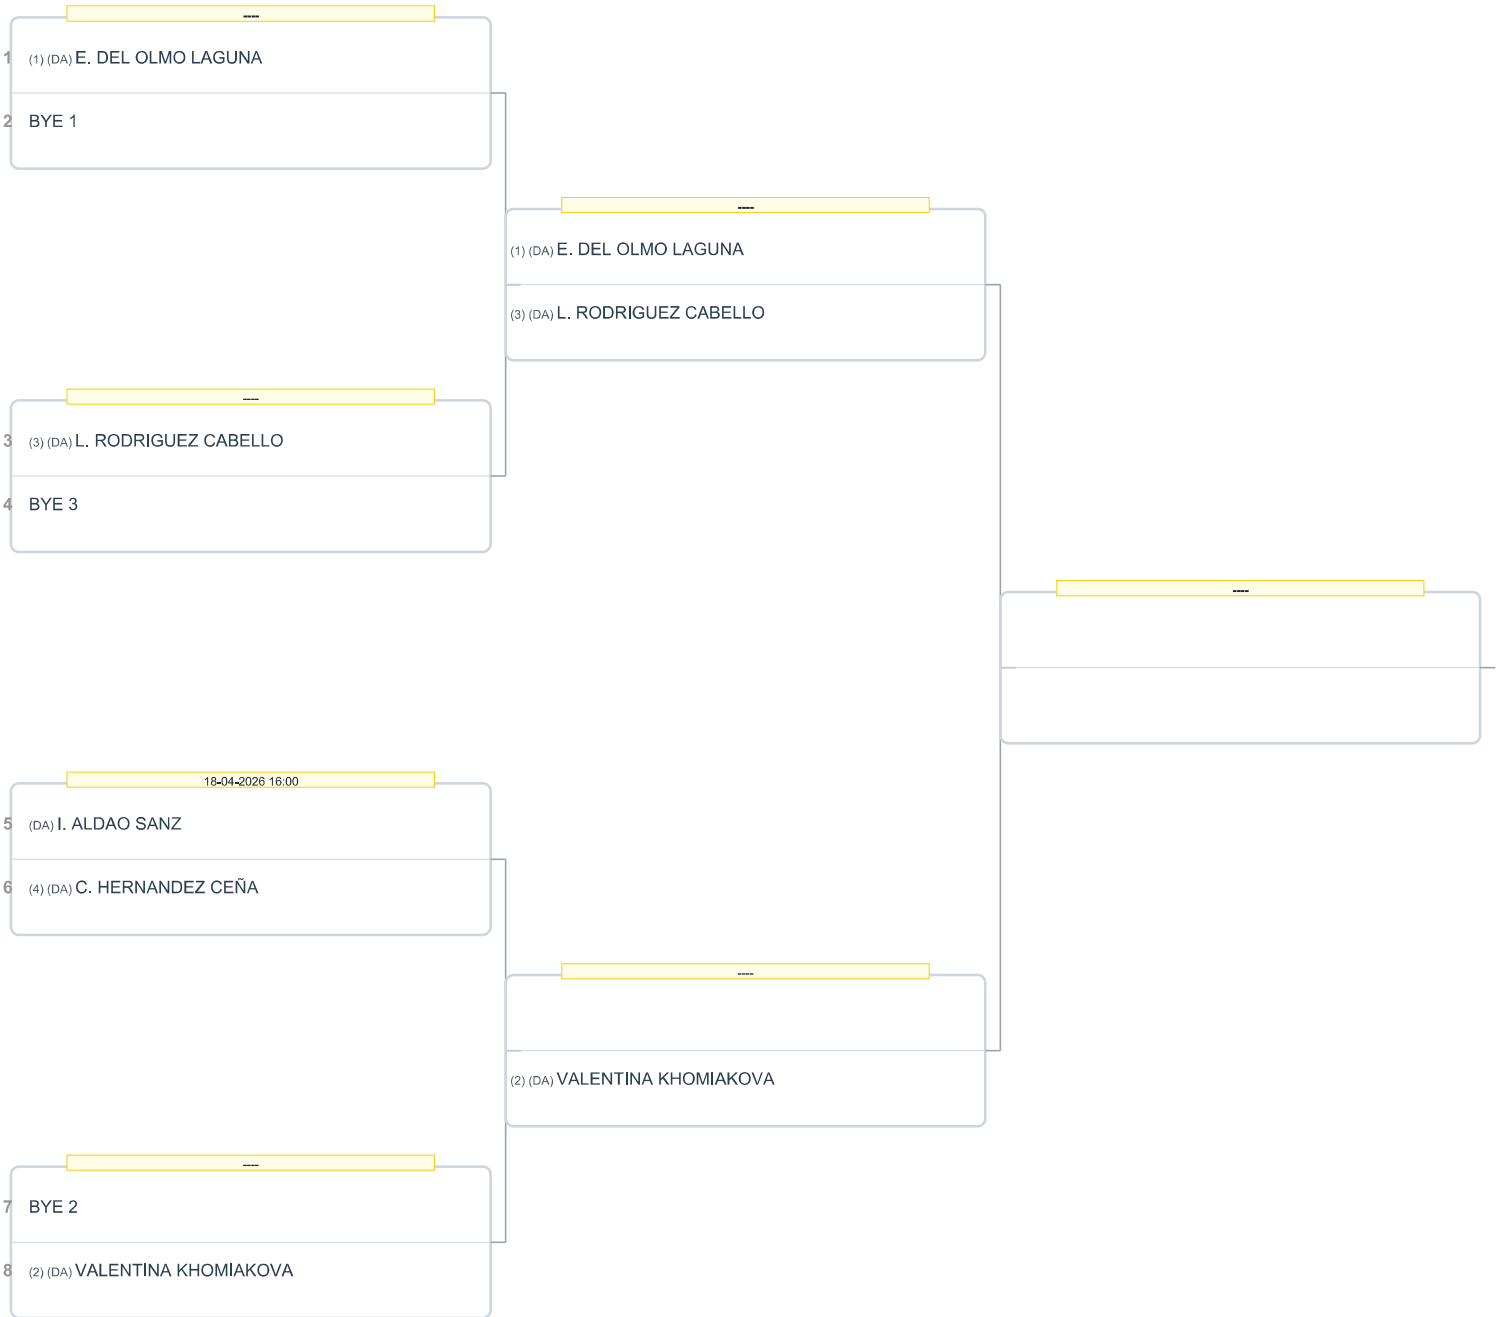 ----
1 (1) (DA) E. DEL OLMO LAGUNA
2 BYE 1
----
(1) (DA) E. DEL OLMO LAGUNA
(3) (DA) L. RODRIGUEZ CABELLO
----
3 (3) (DA) L. RODRIGUEZ CABELLO
4 BYE 3
----
18-04-2026 16:00
5 (DA) I. ALDAO SANZ
6 (4) (DA) C. HERNANDEZ CEÑA
----
(2) (DA) VALENTINA KHOMIAKOVA
----
7 BYE 2
8 (2) (DA) VALENTINA KHOMIAKOVA